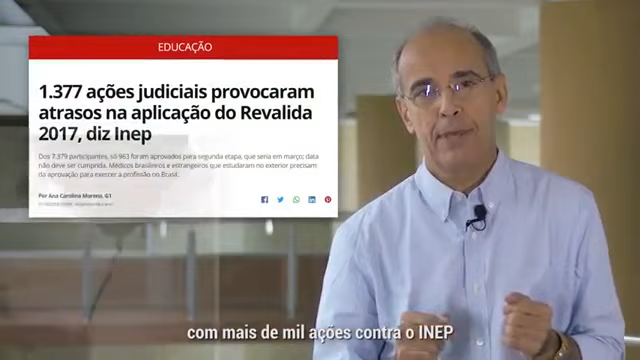 EDUCAÇÃO
1.377 ações judiciais provocaram
atrasos na aplicação do Revalida
2017, diz Inep
Dos 7.379 participantes, só 963 foram aprovados para segunda etapa, que seria em março; data
não deve ser cumprida. Médicos brasileiros e estrangeiros que estudaram no exterior precisam
da aprovação para exercer a profissão no Brasil.
Por Ana Carolina Moreno, G1
com mais de mil ações contra o INEP